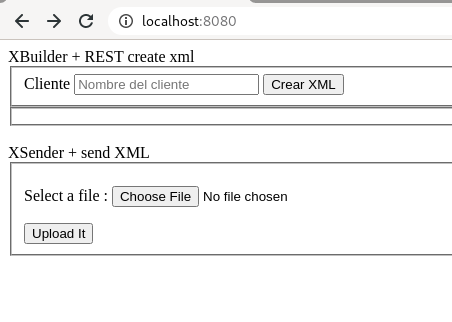 localhost:8080
XBuilder + REST create xml
Cliente Nombre del cliente Crear XML
XSender + send XML
Select a file : Choose File No file chosen
Upload It